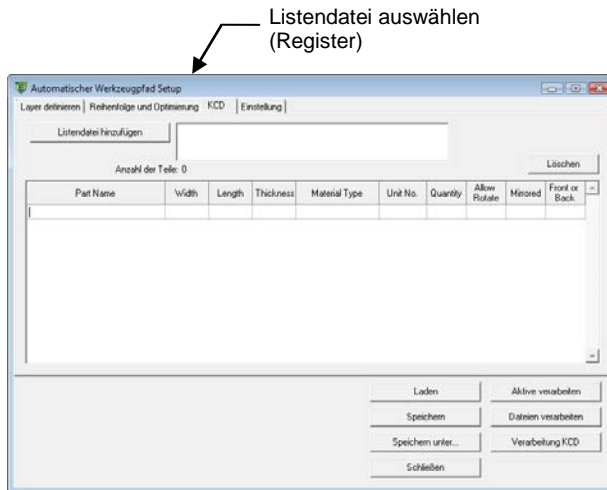 Listendatei auswählen
(Register)
Automatischer Werkzeugpfad Setup
Layer definieren Reihenfolge und Optimierung KCD Einstellung
Listendatei hinzufügen
Anzahl der Teile: 0
Löschen
Part Name Width Length Thickness Material Type Unit No. Quantity Allow Rotate Mirrored Front or Back
Laden Aktive verarbeiten
Speichern Dateien verarbeiten
Speichern unter... Verarbeitung KCD
Schließen